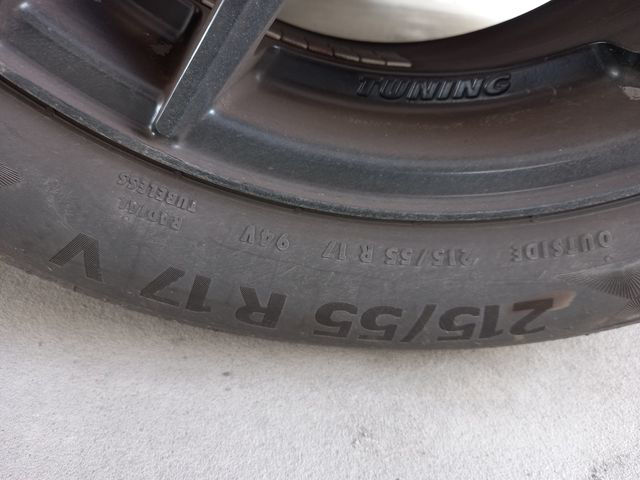 TUNING
OUTSIDE 215/55 R 17 94V
RADIAL
TUBELESS
215/55 R 17 V